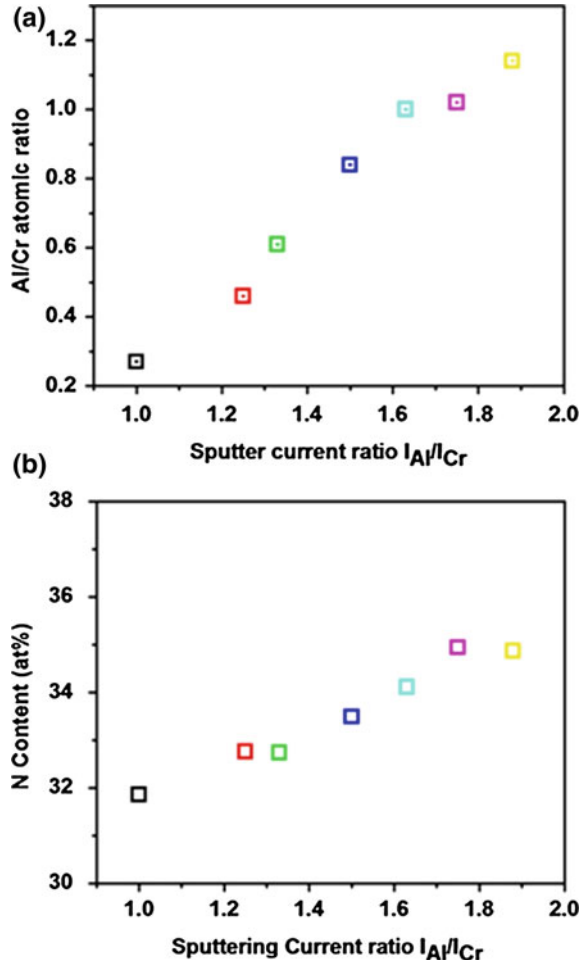 (a)
1.2
1.0
0.8
0.6
0.4
0.2
Al/Cr atomic ratio
1.0 1.2 1.4 1.6 1.8 2.0
Sputter current ratio IAl/ICr
(b)
38
36
34
32
30
N Content (at%)
1.0 1.2 1.4 1.6 1.8 2.0
Sputtering Current ratio IAl/ICr